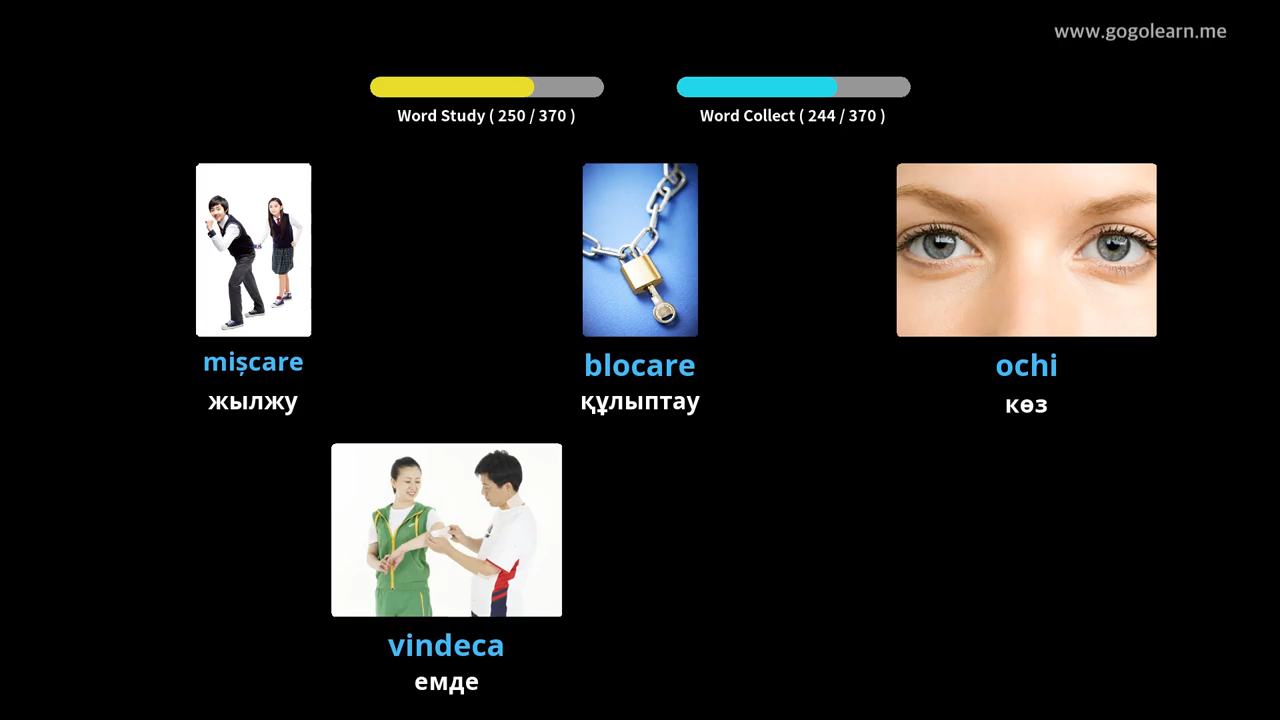 www.gogolearn.me
Word Study ( 250 / 370 )
Word Collect ( 244 / 370 )
mișcare
жылжу
blocare
құлыптау
ochi
көз
vindeca
емде